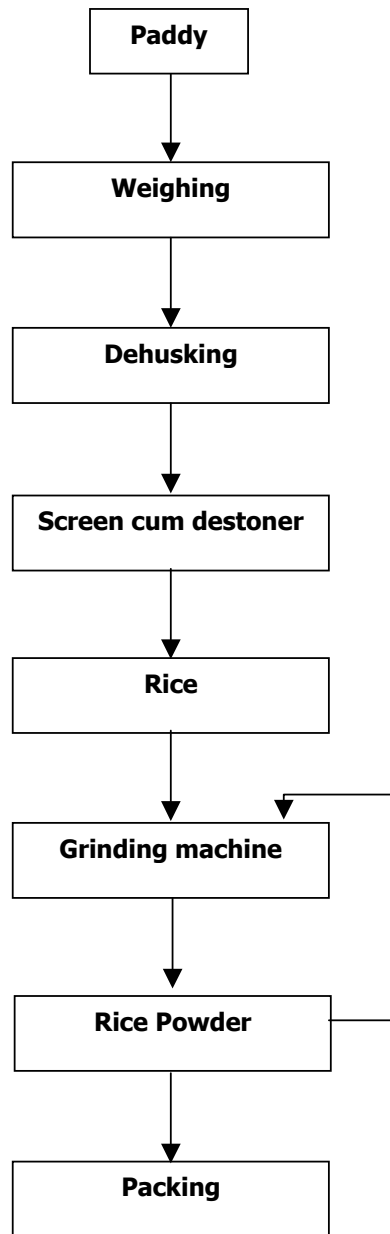 Paddy
Weighing
Dehusking
Screen cum destoner
Rice
Grinding machine
Rice Powder
Packing